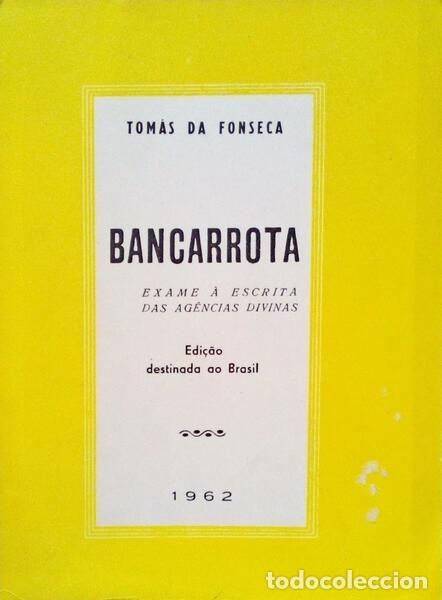 TOMÁS DA FONSECA
BANCARROTA
EXAME À ESCRITA
DAS AGÊNCIAS DIVINAS
Edição
destinada ao Brasil
1962
todocoleccion